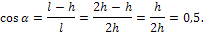 cos α = (l − h)/l = (2h − h)/2h = h/2h = 0,5.